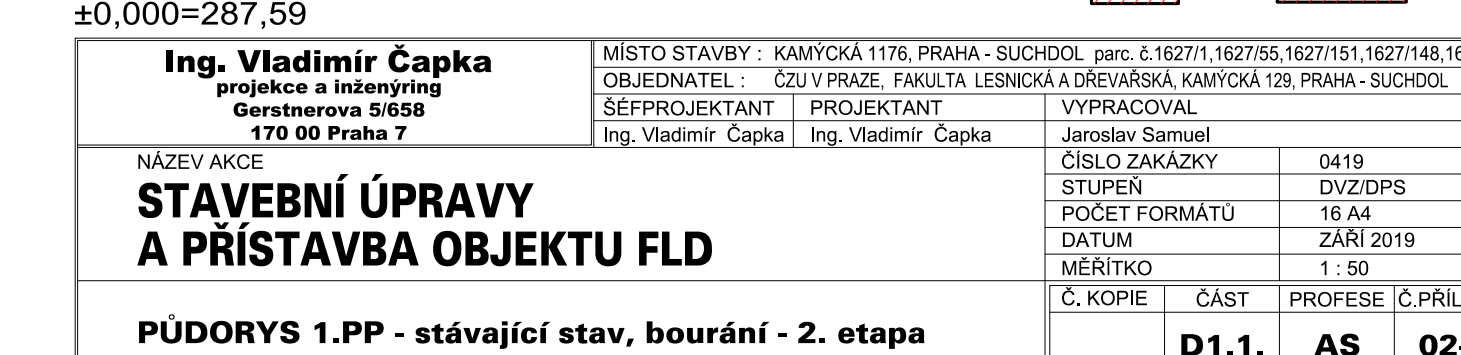 ±0,000=287,59
Ing. Vladimír Čapka
projekce a inženýring
Gerstnerova 5/658
170 00 Praha 7
MÍSTO STAVBY : KAMÝCKÁ 1176, PRAHA - SUCHDOL parc. č.1627/1,1627/55,1627/151,1627/148,16
OBJEDNATEL : ČZU V PRAZE, FAKULTA LESNICKÁ A DŘEVAŘSKÁ, KAMÝCKÁ 129, PRAHA - SUCHDOL
ŠÉFPROJEKTANT PROJEKTANT VYPRACOVAL
Ing. Vladimír Čapka Ing. Vladimír Čapka Jaroslav Samuel
NÁZEV AKCE
STAVEBNÍ ÚPRAVY
A PŘÍSTAVBA OBJEKTU FLD
ČÍSLO ZAKÁZKY 0419
STUPEŇ DVZ/DPS
POČET FORMÁTŮ 16 A4
DATUM ZÁŘÍ 2019
MĚŘÍTKO 1 : 50
PŮDORYS 1.PP - stávající stav, bourání - 2. etapa
Č. KOPIE ČÁST PROFESE Č.PŘÍL
D1.1. AS 02-